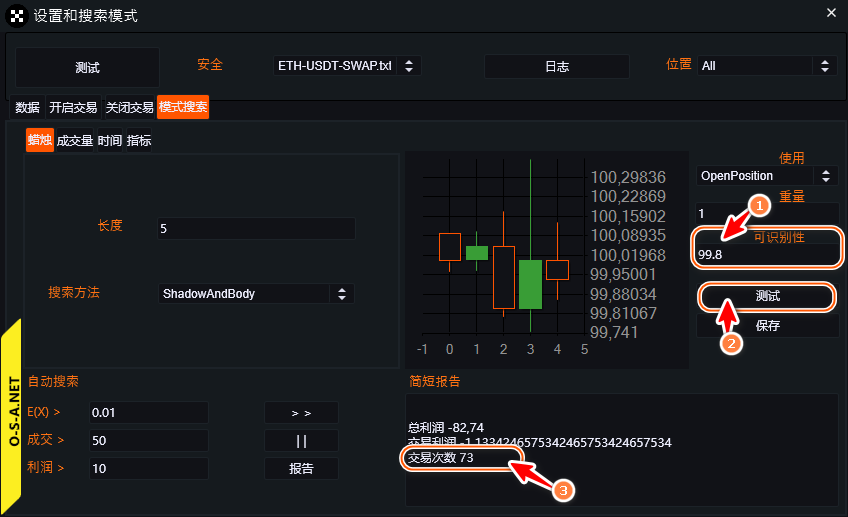 设置和搜索模式
测试
安全
ETH-USDT-SWAP.txt
日志
位置
All
数据
开启交易
关闭交易
模式搜索
蜡烛
成交量
时间
指标
长度
5
搜索方法
ShadowAndBody
100,29836
100,22869
100,15902
100,08935
100,01968
99,95001
99,88034
99,81067
99,741
-1 0 1 2 3 4 5
使用
OpenPosition
重量
1
1
可识别性
99.8
测试
2
保存
自动搜索
E(X) >
0.01
> >
成交 >
50
| |
利润 >
10
报告
简短报告
总利润 -82,74
交易利润 -1,1334246575342465753424657534
交易次数 73
3
O-S-A.NET